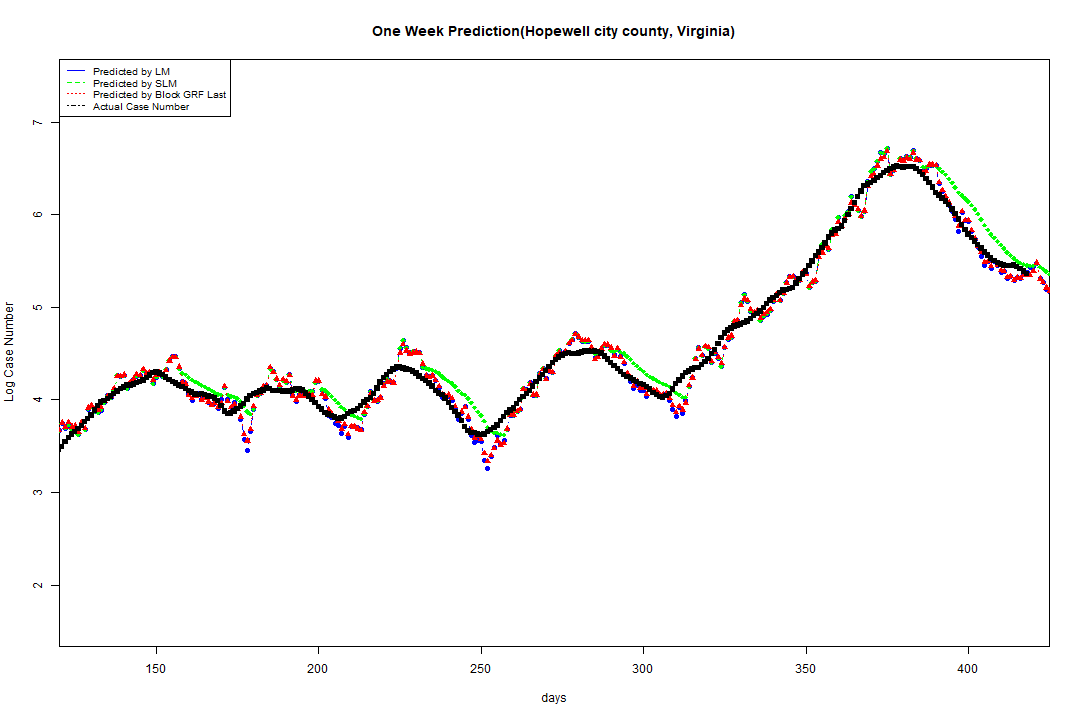 One Week Prediction(Hopewell city county, Virginia)
Predicted by LM
Predicted by SLM
Predicted by Block GRF Last
Actual Case Number
7
6
5
4
3
2
Log Case Number
150 200 250 300 350 400
days